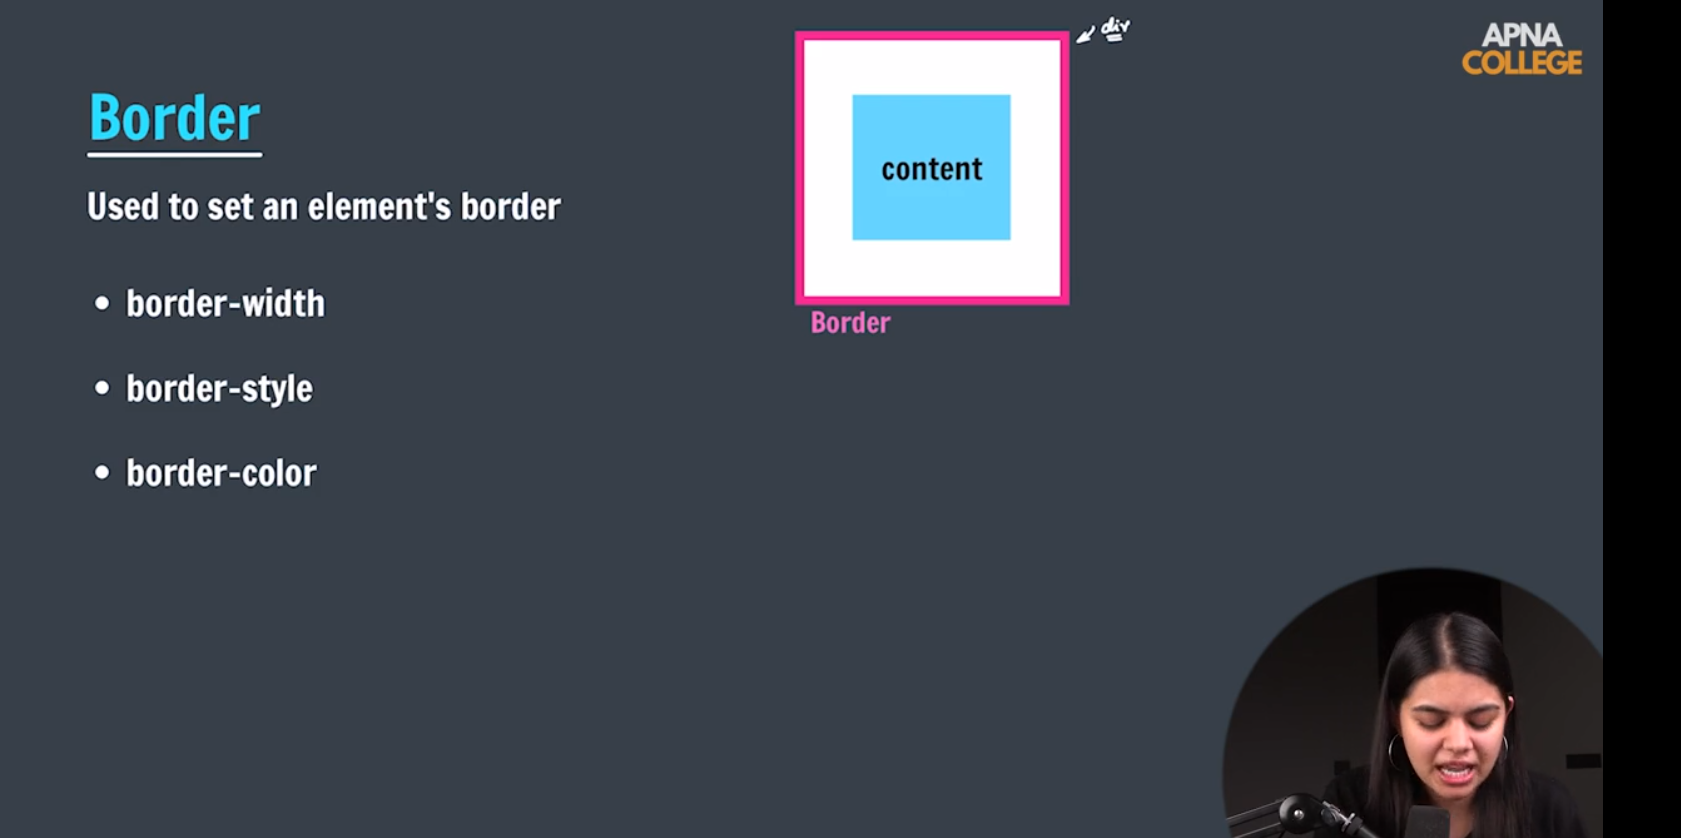 div
APNA
COLLEGE
Border
content
Used to set an element's border
• border-width
Border
• border-style
• border-color